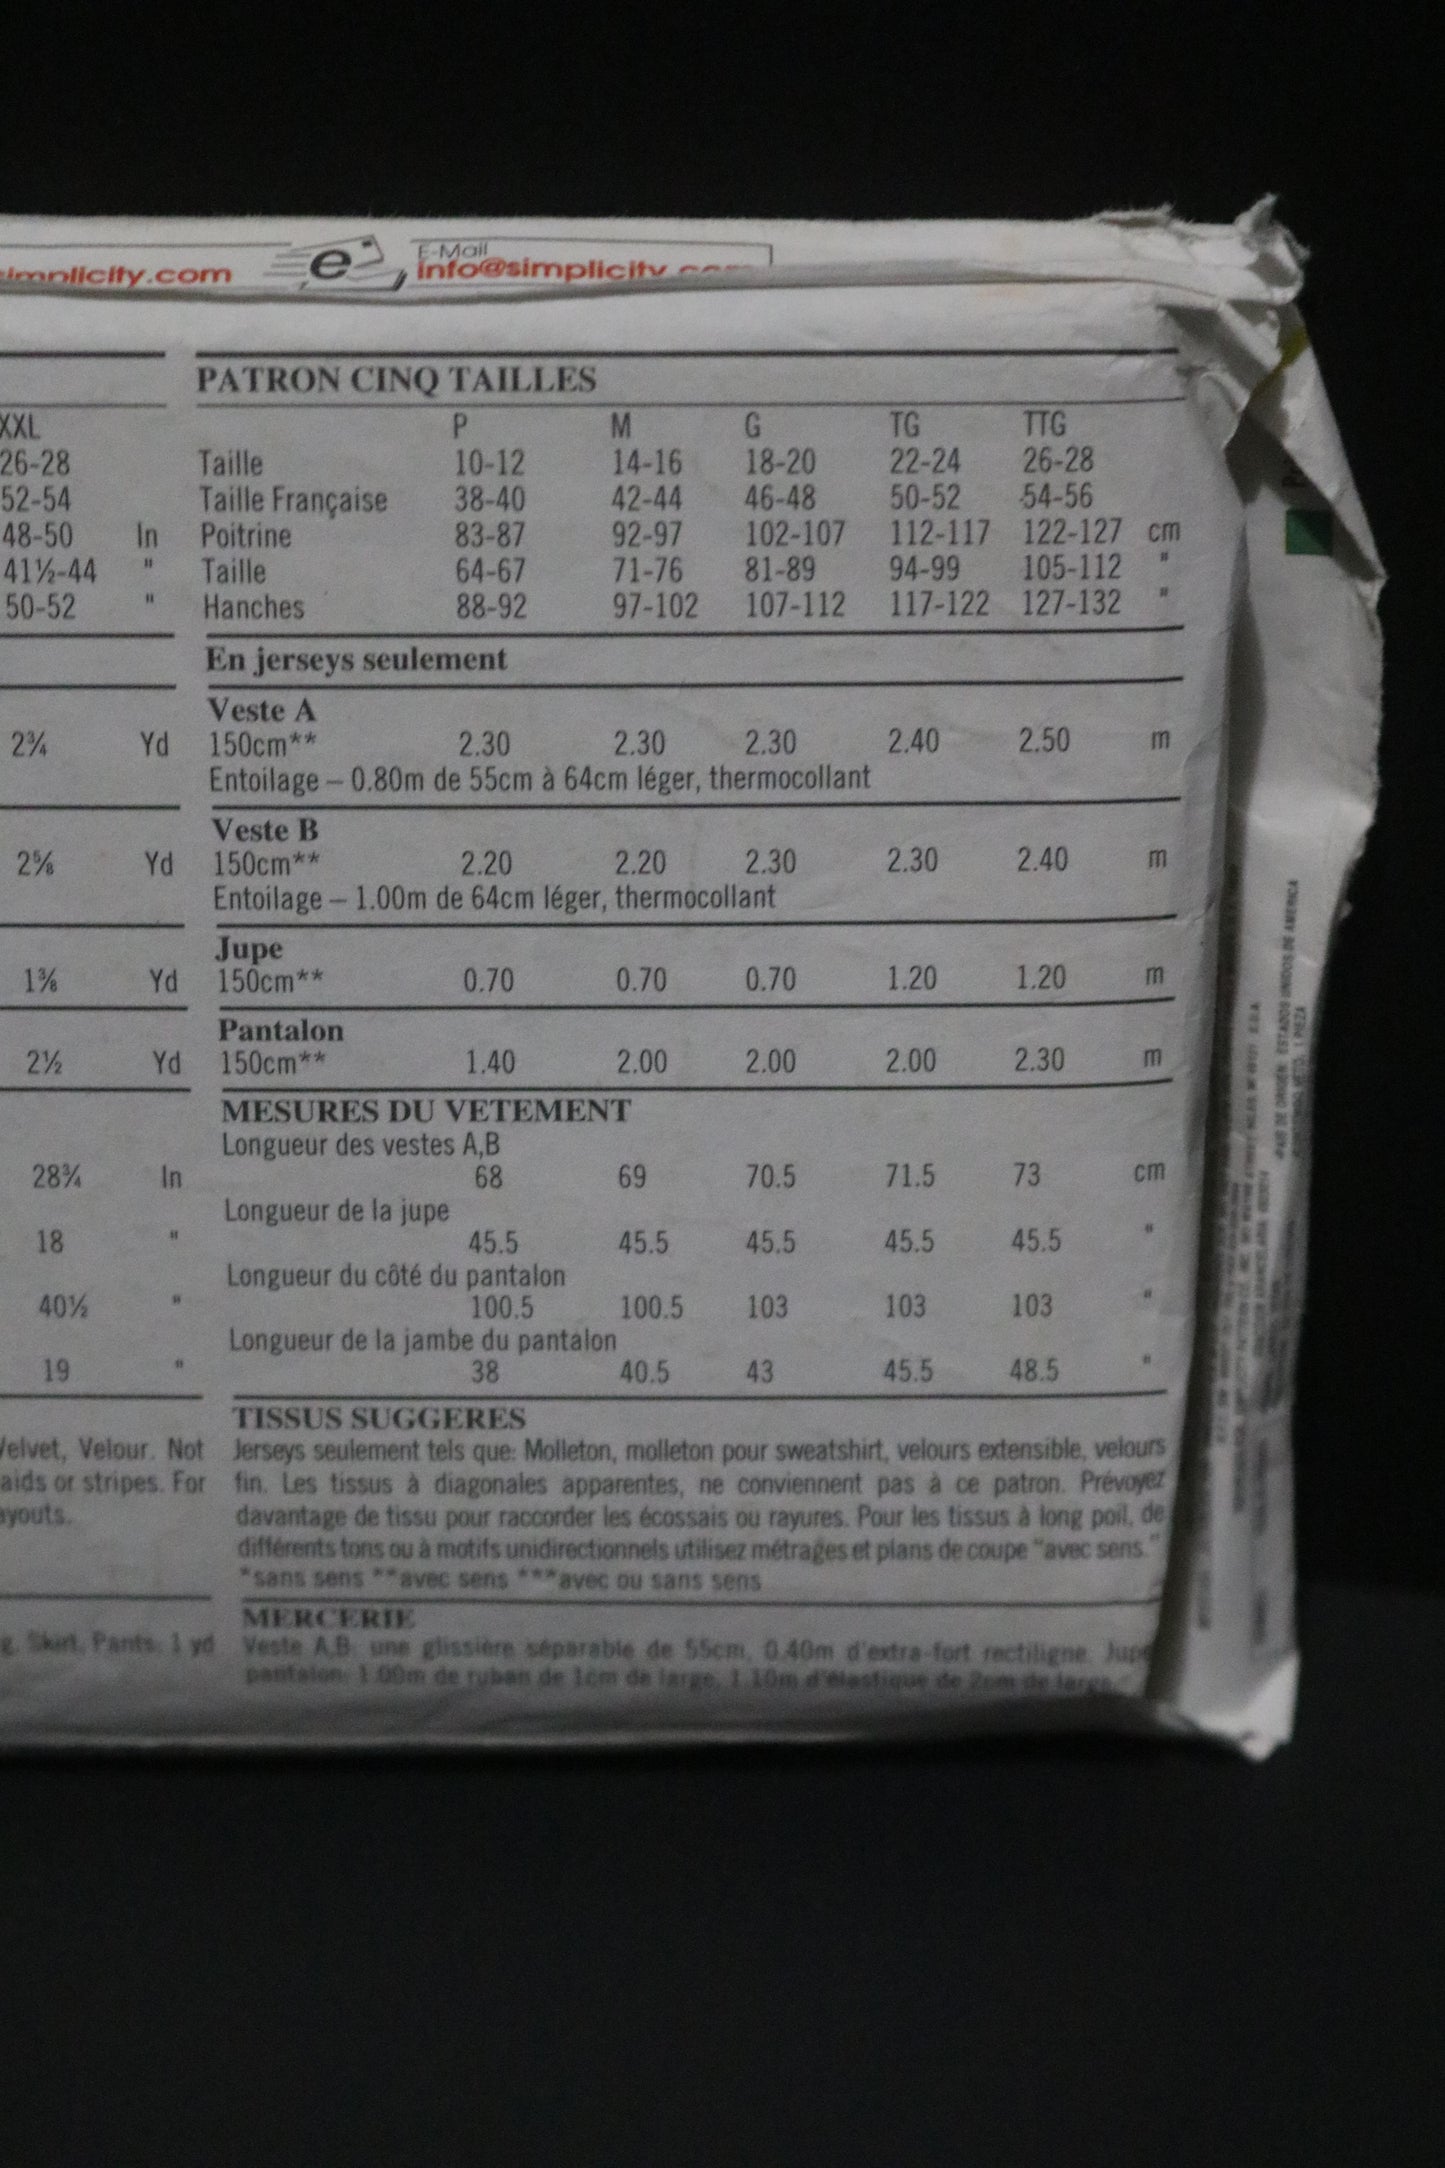 simplicity.com
e
E-Mail
info@simplicity
XXL
26-28
52-54
48-50 In
41½-44 "
50-52 "
2¾ Yd
2⅝ Yd
1⅜ Yd
2½ Yd
28¾ In
18 "
40½ "
19 "
Velvet, Velour. Not
aids or stripes. For
ayouts.
g. Skirt, Pants: 1 yd
PATRON CINQ TAILLES
P M G TG TTG
Taille 10-12 14-16 18-20 22-24 26-28
Taille Française 38-40 42-44 46-48 50-52 54-56
Poitrine 83-87 92-97 102-107 112-117 122-127 cm
Taille 64-67 71-76 81-89 94-99 105-112 "
Hanches 88-92 97-102 107-112 117-122 127-132 "
En jerseys seulement
Veste A
150cm** 2.30 2.30 2.30 2.40 2.50 m
Entoilage – 0.80m de 55cm à 64cm léger, thermocollant
Veste B
150cm** 2.20 2.20 2.30 2.30 2.40 m
Entoilage – 1.00m de 64cm léger, thermocollant
Jupe
150cm** 0.70 0.70 0.70 1.20 1.20 m
Pantalon
150cm** 1.40 2.00 2.00 2.00 2.30 m
MESURES DU VETEMENT
Longueur des vestes A,B
68 69 70.5 71.5 73 cm
Longueur de la jupe
45.5 45.5 45.5 45.5 45.5 "
Longueur du côté du pantalon
100.5 100.5 103 103 103 "
Longueur de la jambe du pantalon
38 40.5 43 45.5 48.5 "
TISSUS SUGGERES
Jerseys seulement tels que: Molleton, molleton pour sweatshirt, velours extensible, velours
fin. Les tissus à diagonales apparentes, ne conviennent pas à ce patron. Prévoyez
davantage de tissu pour raccorder les écossais ou rayures. Pour les tissus à long poil, de
différents tons ou à motifs unidirectionnels utilisez métrages et plans de coupe "avec sens."
*sans sens **avec sens ***avec ou sans sens
MERCERIE
Veste A,B: une glissière séparable de 55cm, 0.40m d'extra-fort rectiligne. Jupe
pantalon: 1.00m de ruban de 1cm de large, 1.10m d'élastique de 2cm de large.
PAIS DE ORIGEN: ESTADOS UNIDOS DE AMERICA
CONTENIDO NETO: 1 PIEZA